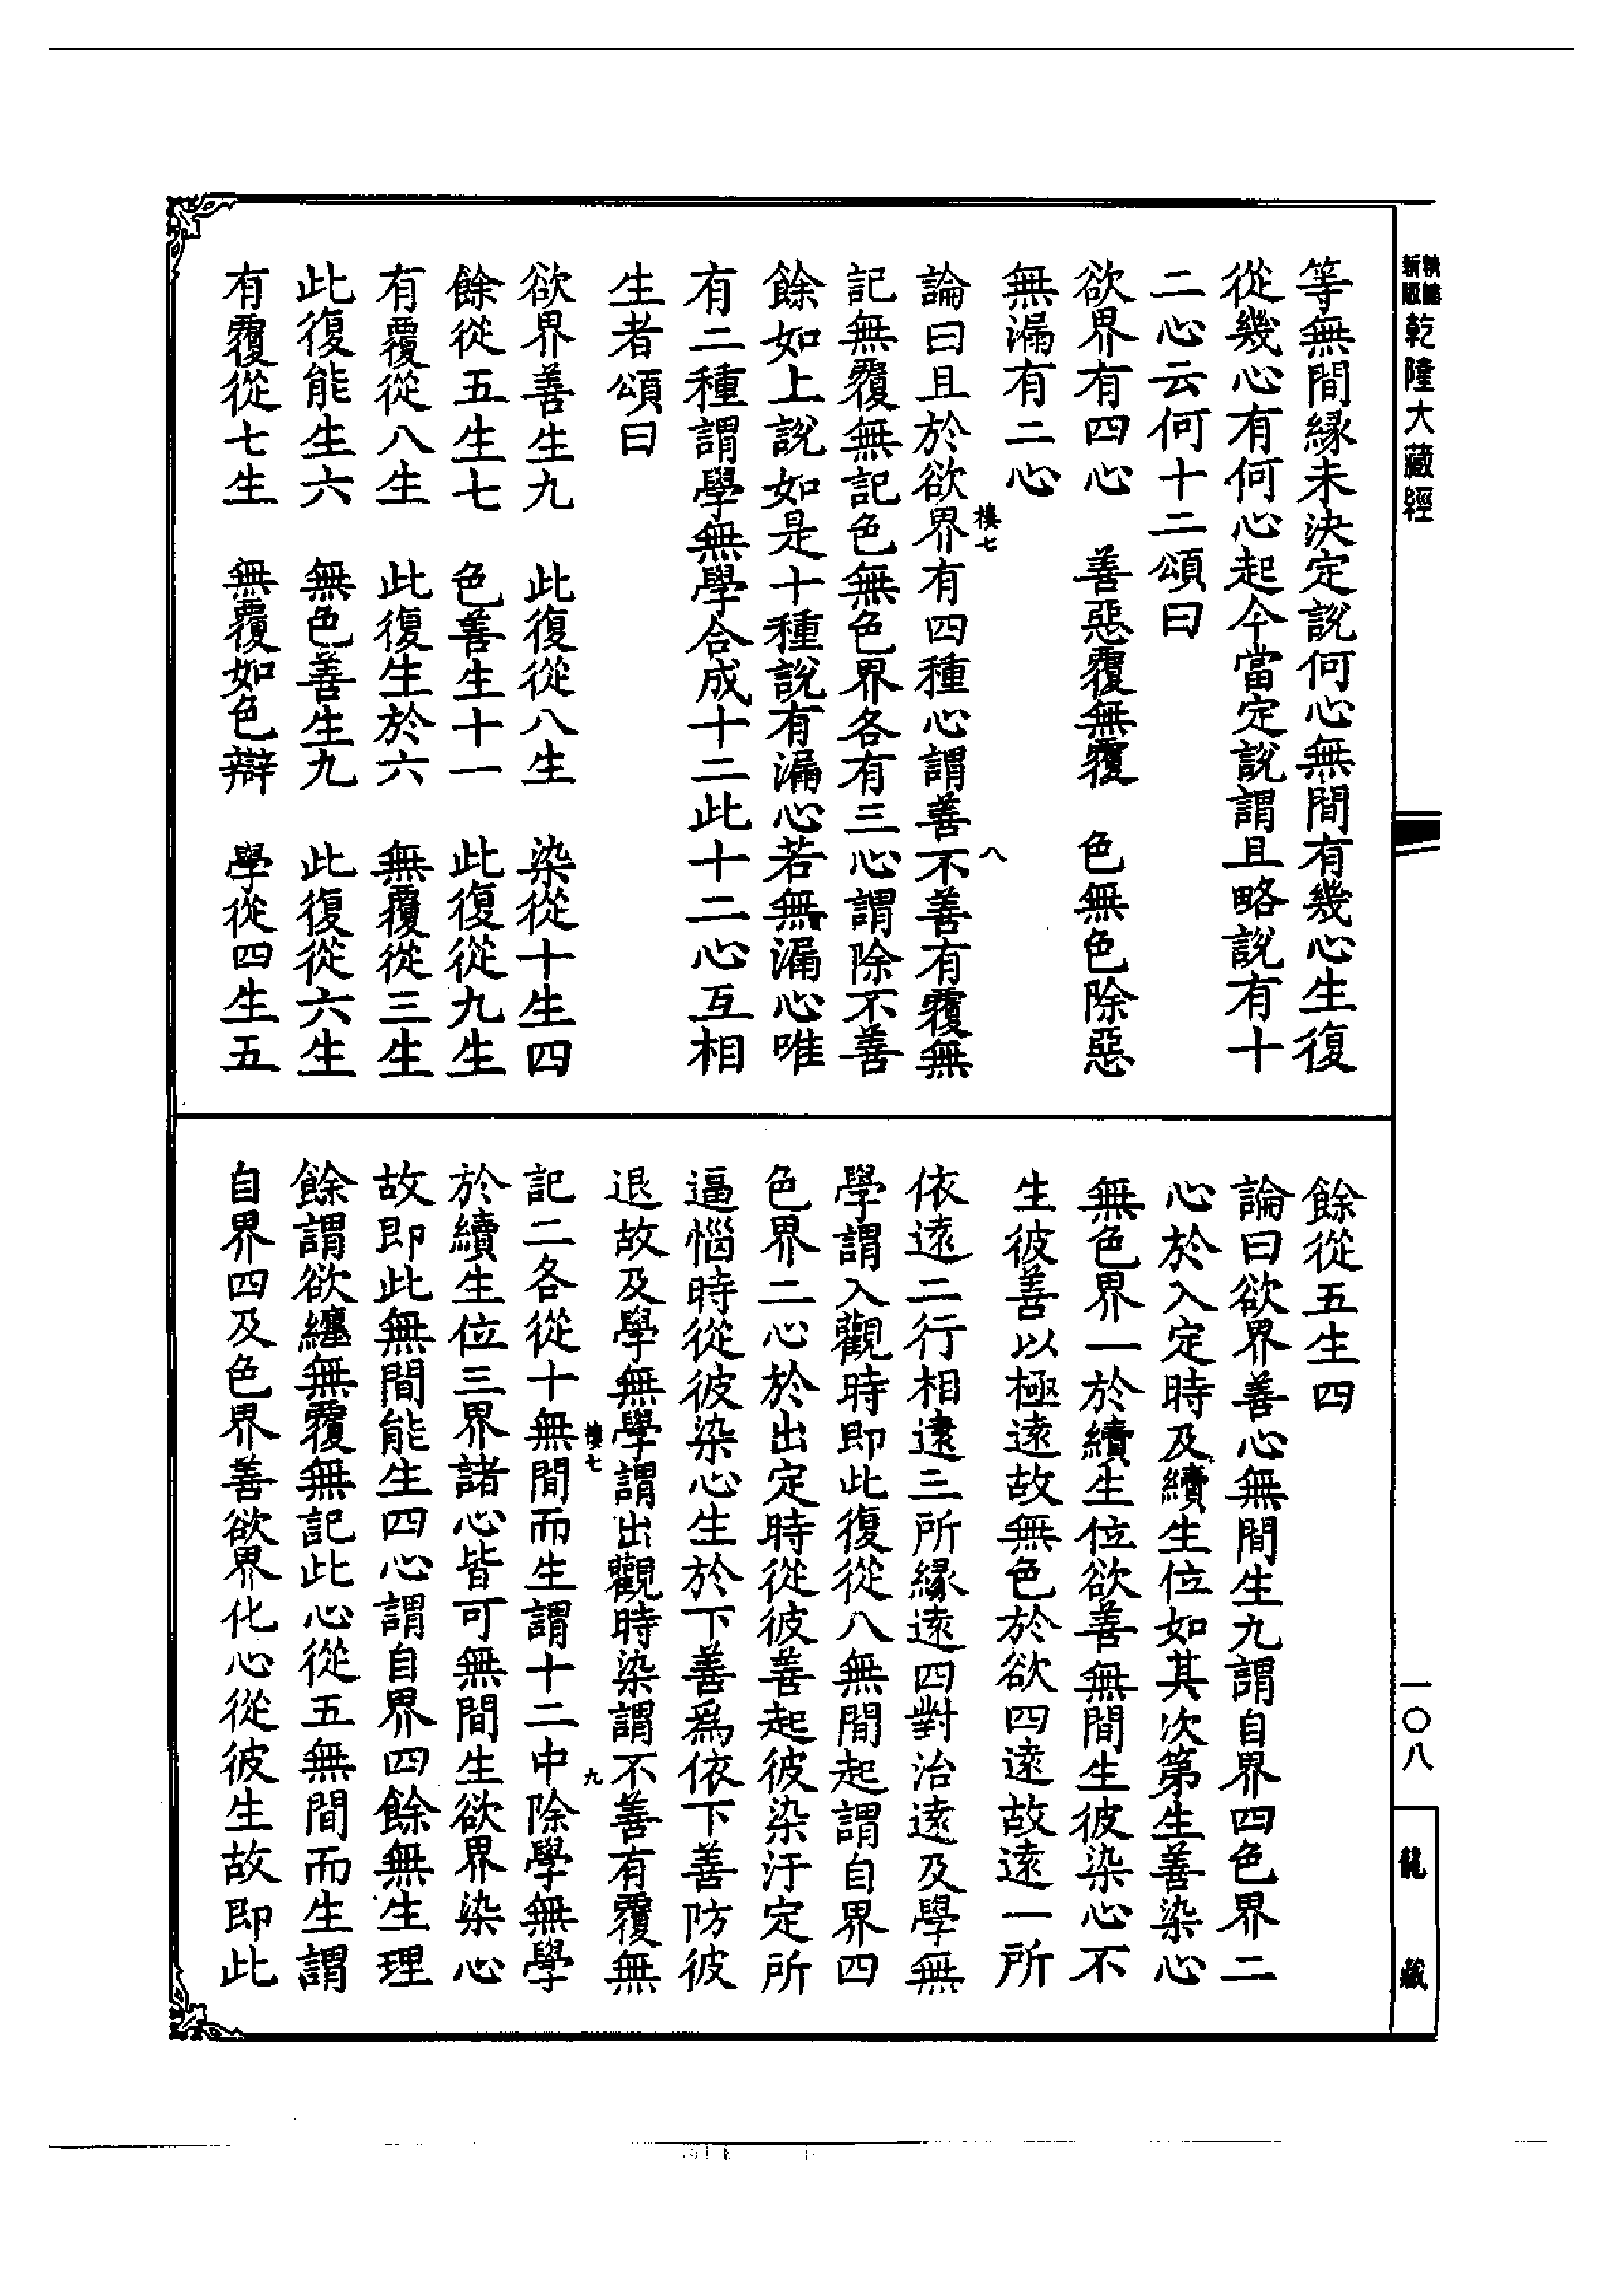 新版
乾隆大藏經
一〇八
龍藏
等無間緣未決定說何心無間有幾心生復
從幾心有何心起今當定說謂且略說有十
二心云何十二頌曰
欲界有四心　善惡覆無覆　色無色除惡
無漏有二心
論曰且於欲界有四種心謂善不善有覆無
樓七
八
記無覆無記色無色界各有三心謂除不善
餘如上說如是十種說有漏心若無漏心唯
有二種謂學無學合成十二此十二心互相
生者頌曰
欲界善生九　此復從八生　染從十生四
餘從五生七　色善生十一　此復從九生
有覆從八生　此復生於六　無覆從三生
此復能生六　無色善生九　此復從六生
有覆從七生　無覆如色辯　學從四生五
餘從五生四
論曰欲界善心無間生九謂自界四色界二
心於入定時及續生位如其次第生善染心
無色界一於續生位欲善無間生彼染心不
生彼善以極遠故無色於欲四遠故遠一所
依遠二行相遠三所緣遠四對治遠及學無
學謂入觀時即此復從八無間起謂自界四
色界二心於出定時從彼善起彼染汙定所
逼惱時從彼染心生於下善為依下善防彼
退故及學無學謂出觀時染謂不善有覆無
樓七
九
記二各從十無間而生謂十二中除學無學
於續生位三界諸心皆可無間生欲界染心
故即此無間能生四心謂自界四餘無生理
餘謂欲纏無覆無記此心從五無間而生謂
自界四及色界善欲界化心從彼生故即此